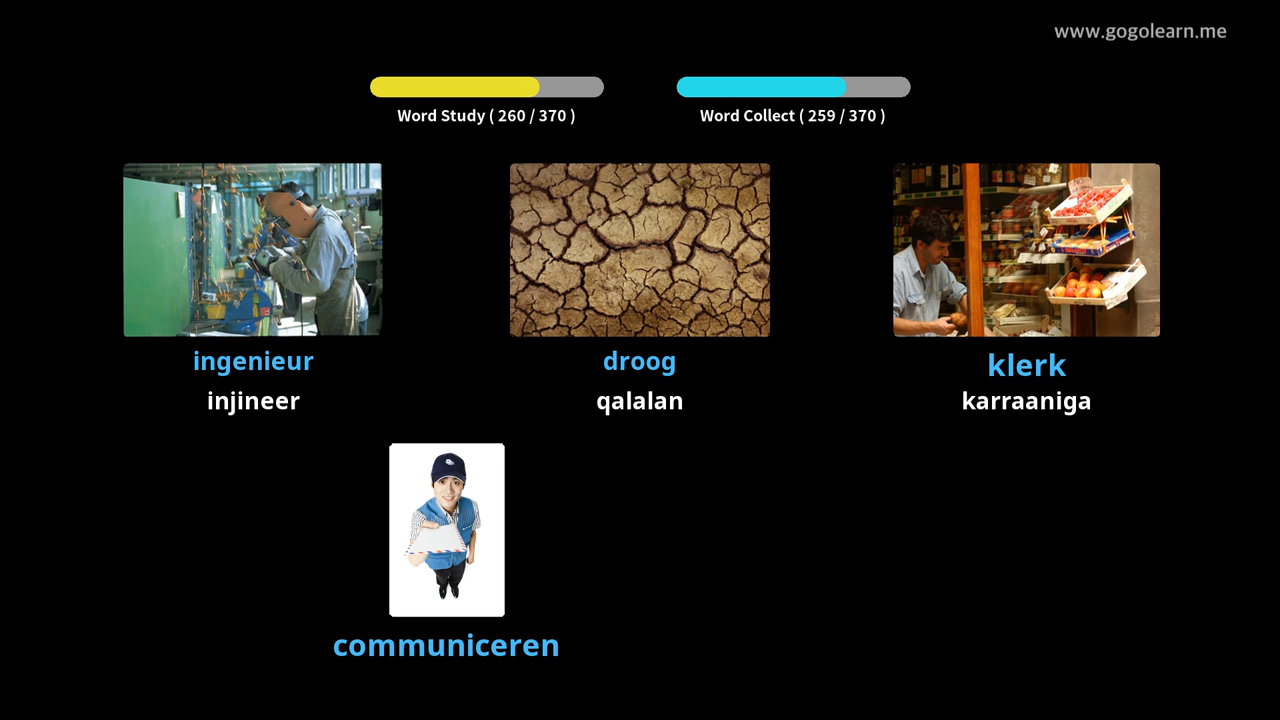 www.gogolearn.me
Word Study ( 260 / 370 )
Word Collect ( 259 / 370 )
ingenieur
droog
klerk
injineer
qalalan
karraaniga
communiceren